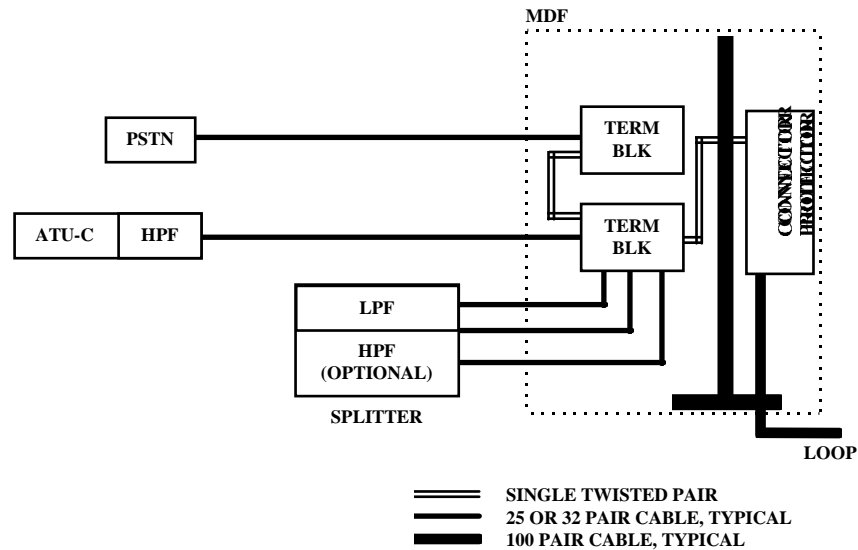 MDF
PSTN
TERM
BLK
CONNECTOR
PROTECTOR
ATU-C
HPF
TERM
BLK
LPF
HPF
(OPTIONAL)
SPLITTER
LOOP
SINGLE TWISTED PAIR
25 OR 32 PAIR CABLE, TYPICAL
100 PAIR CABLE, TYPICAL